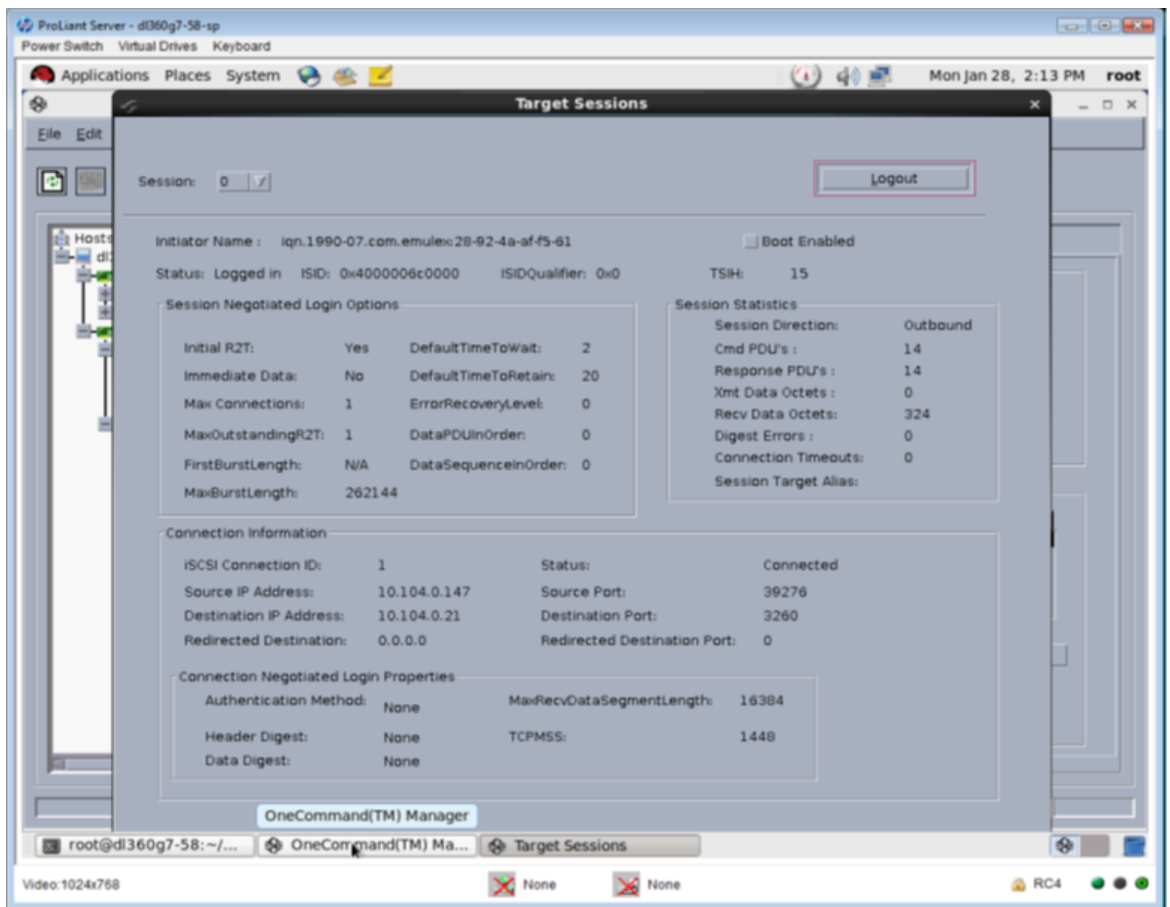 ProLiant Server - dl360g7-58-sp
Power Switch Virtual Drives Keyboard
Applications Places System Mon Jan 28, 2:13 PM root
Target Sessions
File Edit
Session: 0 Logout
Hosts
Initiator Name : iqn.1990-07.com.emulex:28-92-4a-af-f5-61 Boot Enabled
Status: Logged in ISID: 0x4000006c0000 ISIDQualifier: 0x0 TSIH: 15
Session Negotiated Login Options
Initial R2T: Yes DefaultTimeToWait: 2
Immediate Data: No DefaultTimeToRetain: 20
Max Connections: 1 ErrorRecoveryLevel: 0
MaxOutstandingR2T: 1 DataPDUInOrder: 0
FirstBurstLength: N/A DataSequenceInOrder: 0
MaxBurstLength: 262144
Session Statistics
Session Direction: Outbound
Cmd PDU's : 14
Response PDU's : 14
Xmt Data Octets : 0
Recv Data Octets: 324
Digest Errors : 0
Connection Timeouts: 0
Session Target Alias:
Connection Information
iSCSI Connection ID: 1 Status: Connected
Source IP Address: 10.104.0.147 Source Port: 39276
Destination IP Address: 10.104.0.21 Destination Port: 3260
Redirected Destination: 0.0.0.0 Redirected Destination Port: 0
Connection Negotiated Login Properties
Authentication Method: None MaxRecvDataSegmentLength: 16384
Header Digest: None TCPMSS: 1448
Data Digest: None
OneCommand(TM) Manager
root@dl360g7-58:~/... OneCommand(TM) Ma... Target Sessions
Video:1024x768 None None RC4